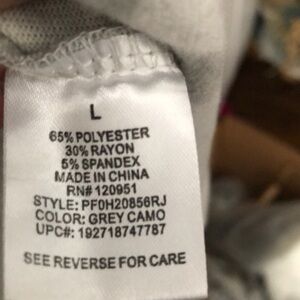 L
65% POLYESTER
30% RAYON
5% SPANDEX
MADE IN CHINA
RN# 120951
STYLE: PF0H20856RJ
COLOR: GREY CAMO
UPC#: 192718747787
SEE REVERSE FOR CARE